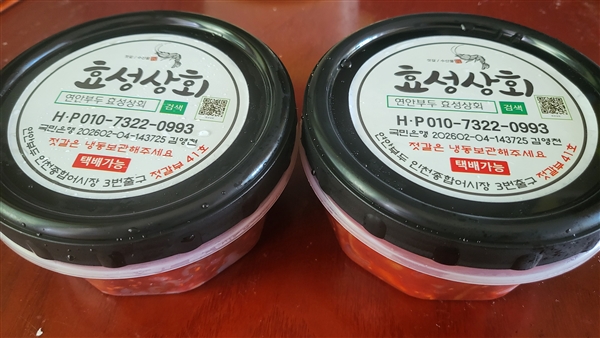 효성상회
연안부두 효성상회 검색
H·P 010-7322-0993
국민은행 202602-04-143725 김영천
젓갈은 냉동보관해주세요
택배가능
연안부두 인천종합어시장 3번출구 젓갈부 41호
효성상회
연안부두 효성상회 검색
H·P 010-7322-0993
국민은행 202602-04-143725 김영천
젓갈은 냉동보관해주세요
택배가능
연안부두 인천종합어시장 3번출구 젓갈부 41호